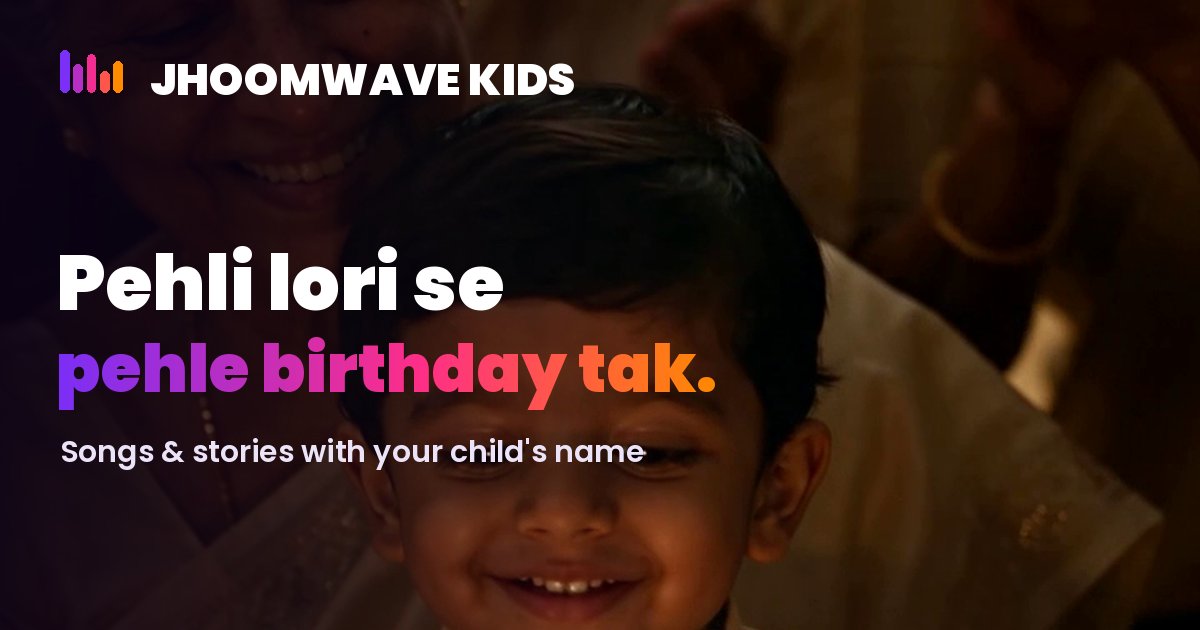 JHOOMWAVE KIDS
Pehli lori se
pehle birthday tak.
Songs & stories with your child's name